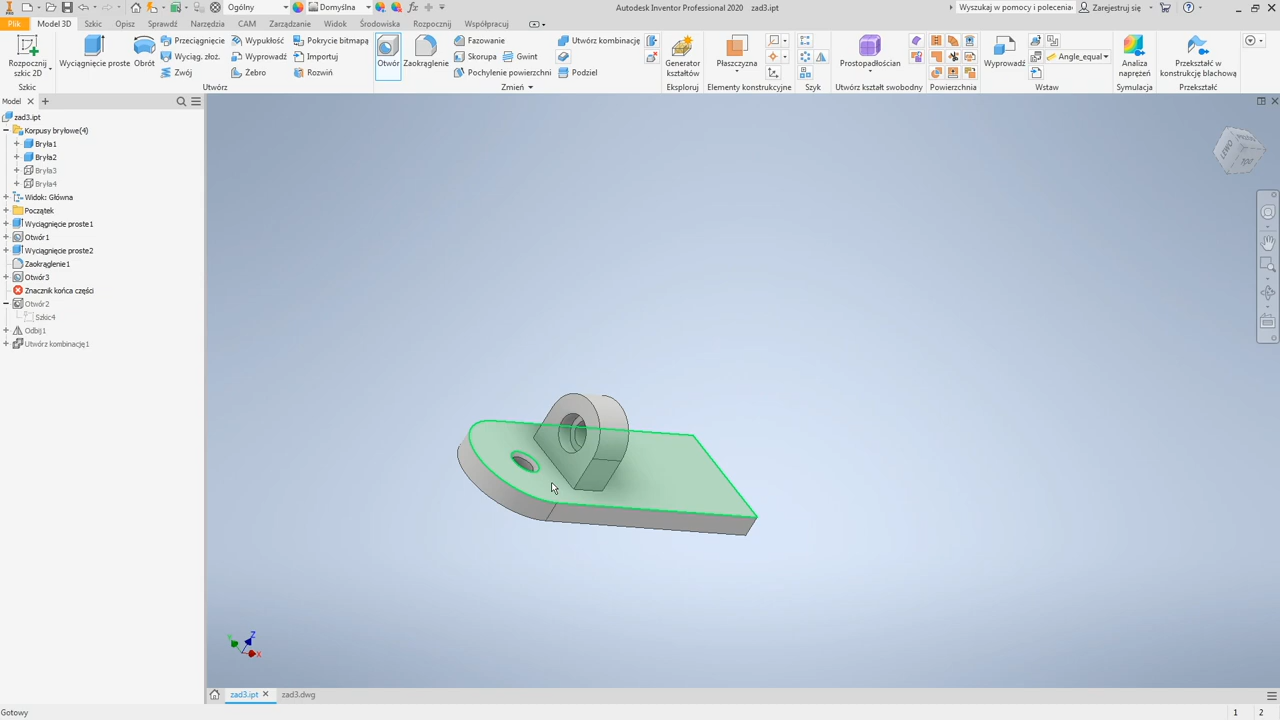 Ogólny Domyślna Autodesk Inventor Professional 2020 zad3.ipt Wyszukaj w pomocy i poleceniach Zarejestruj się
Plik Model 3D Szkic Opisz Sprawdź Narzędzia CAM Zarządzanie Widok Środowiska Rozpocznij Współpracuj
Rozpocznij szkic 2D
Wyciągnięcie proste
Obrót
Przeciągnięcie
Wyciąg. złoż.
Zwój
Wypukłość
Wyprowadź
Żebro
Pokrycie bitmapą
Importuj
Rozwiń
Otwór
Zaokrąglenie
Fazowanie
Skorupa
Gwint
Pochylenie powierzchni
Utwórz kombinację
Podziel
Generator kształtów
Płaszczyzna
Prostopadłościan
Wyprowadź
Angle_equal
Analiza naprężeń
Przekształć w konstrukcję blachową
Szkic Utwórz Zmień Eksploruj Elementy konstrukcyjne Szyk Utwórz kształt swobodny Powierzchnia Wstaw Symulacja Przekształć
Model
zad3.ipt
Korpusy bryłowe(4)
Bryła1
Bryła2
Bryła3
Bryła4
Widok: Główna
Początek
Wyciągnięcie proste1
Otwór1
Wyciągnięcie proste2
Zaokrąglenie1
Otwór3
Znacznik końca części
Otwór2
Szkic4
Odbij1
Utwórz kombinację1
Z
Y
X
zad3.ipt zad3.dwg
Gotowy 1 2